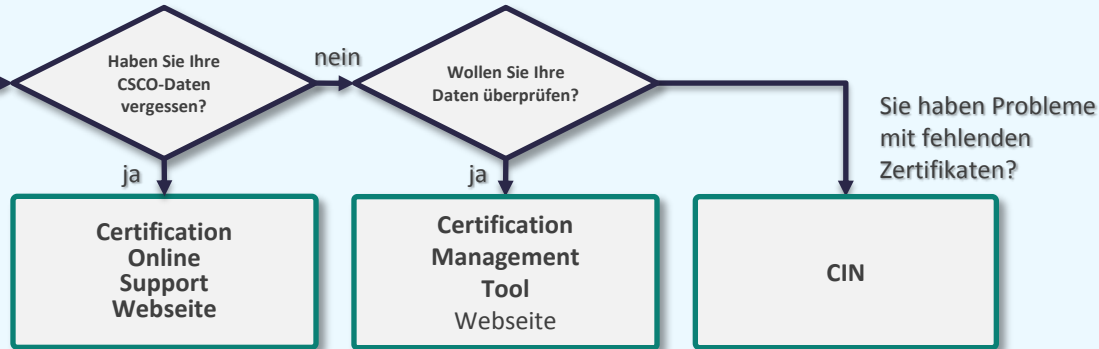 Haben Sie Ihre
CSCO-Daten
vergessen?
nein
Wollen Sie Ihre
Daten überprüfen?
Sie haben Probleme
mit fehlenden
Zertifikaten?
ja
ja
Certification
Online
Support
Webseite
Certification
Management
Tool
Webseite
CIN